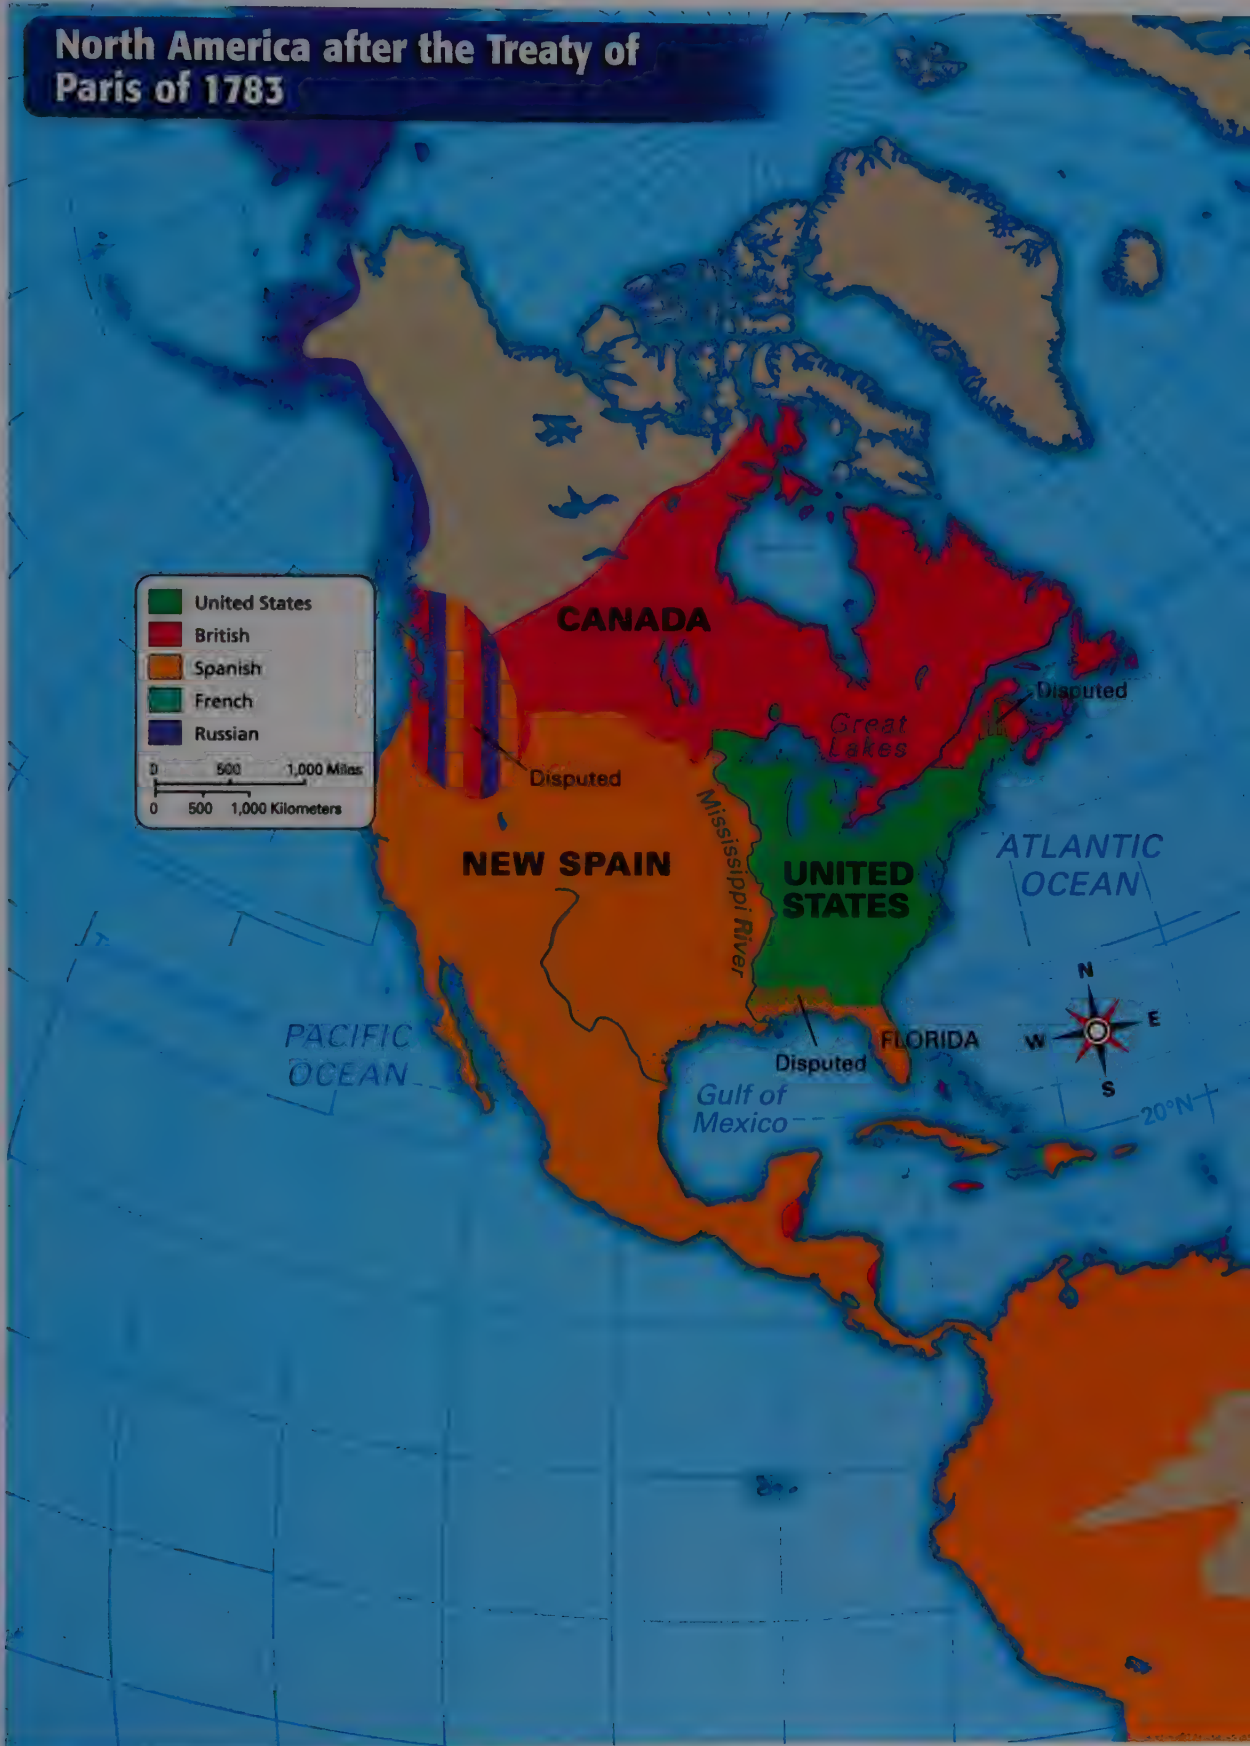 North America after the Treaty of
Paris of 1783
United States
British
Spanish
French
Russian
0 500 1,000 Miles
0 500 1,000 Kilometers
CANADA
Great
Lakes
Disputed
Disputed
Mississippi River
NEW SPAIN
UNITED
STATES
ATLANTIC
OCEAN
N
E
W
S
PACIFIC
OCEAN
FLORIDA
Disputed
Gulf of
Mexico
20°N